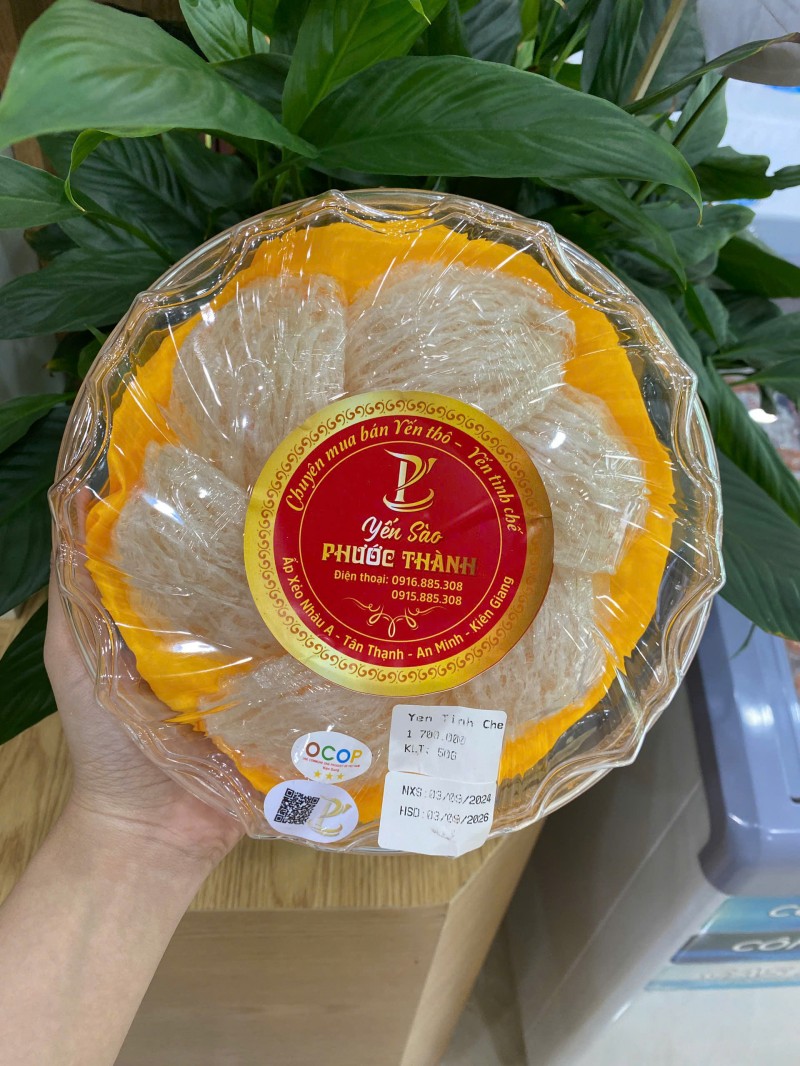 Chuyên mua bán Yến thô - Yến tinh chế
Yến Sào
PHƯỚC THÀNH
Điện thoại: 0916.885.308
0915.885.308
Ấp Xẻo Nhàu A - Tân Thạnh - An Minh - Kiên Giang
OCOP
Yen Tinh Che
1 700.000
KLT: 50G
NXS:03/09/2024
HSD:03/09/2026